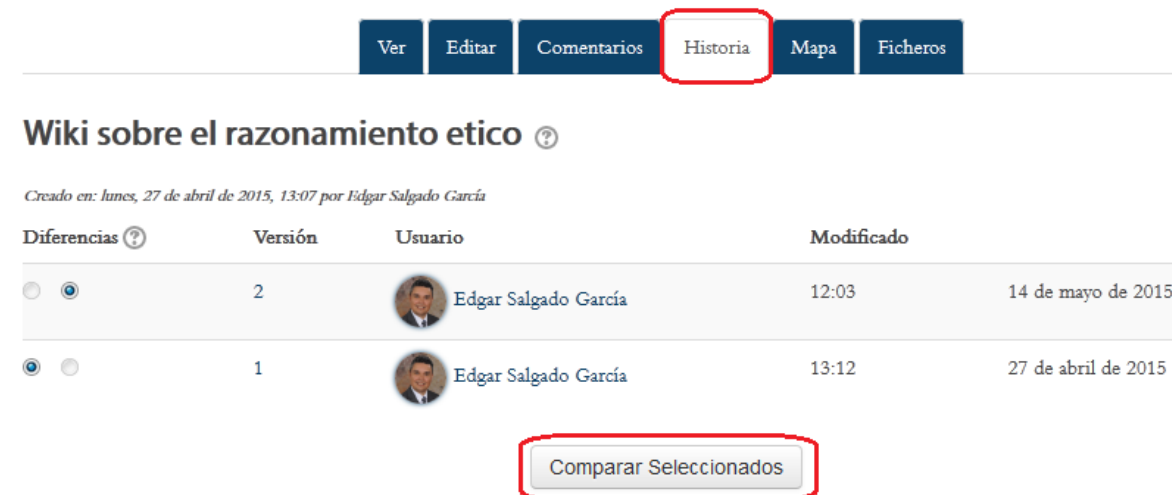 Ver Editar Comentarios Historia Mapa Ficheros
Wiki sobre el razonamiento etico ?
Creado en: lunes, 27 de abril de 2015, 13:07 por Edgar Salgado García
Diferencias ? Versión Usuario Modificado
2 Edgar Salgado García 12:03 14 de mayo de 2015
1 Edgar Salgado García 13:12 27 de abril de 2015
Comparar Seleccionados